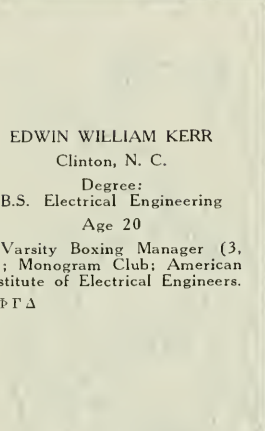 EDWIN WILLIAM KERR
Clinton, N. C.
Degree:
B.S. Electrical Engineering
Age 20
Varsity Boxing Manager (3,
; Monogram Club; American
stitute of Electrical Engineers.
Φ Γ Δ